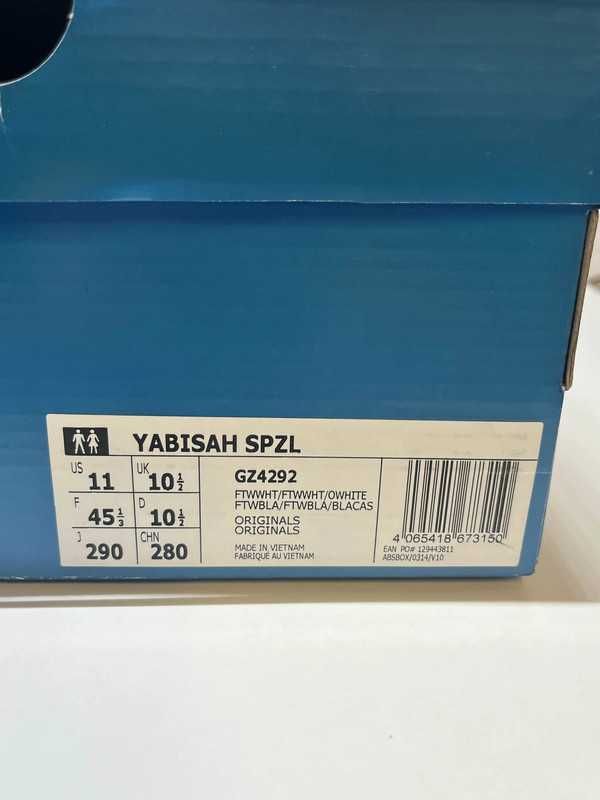 YABISAH SPZL
US 11 UK 10½
F 45⅓ D 10½
J 290 CHN 280
GZ4292
FTWWHT/FTWWHT/OWHITE
FTWBLA/FTWBLA/BLACAS
ORIGINALS
ORIGINALS
MADE IN VIETNAM
FABRIQUÉ AU VIETNAM
4 065418 673150
EAN PO# 129443811
ABSBOX/0314/V10